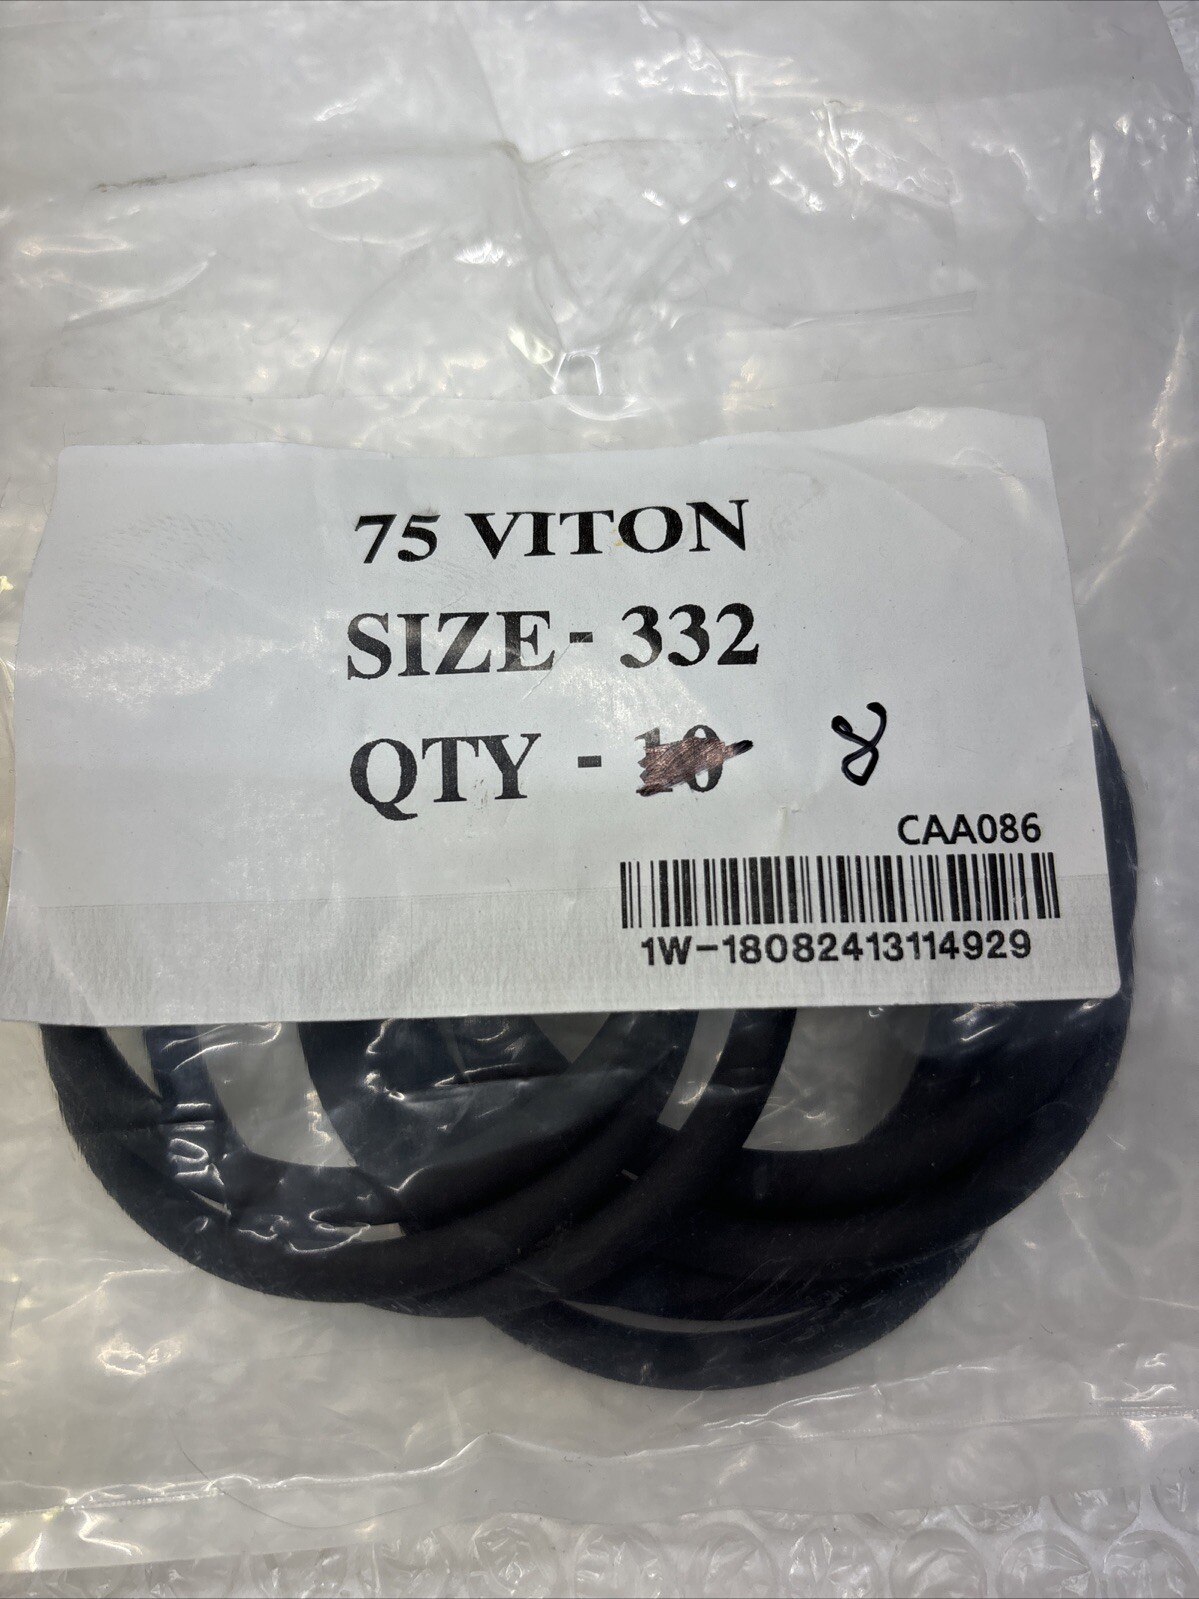 75 VITON
SIZE - 332
QTY - 10 8
CAA086
1W-18082413114929